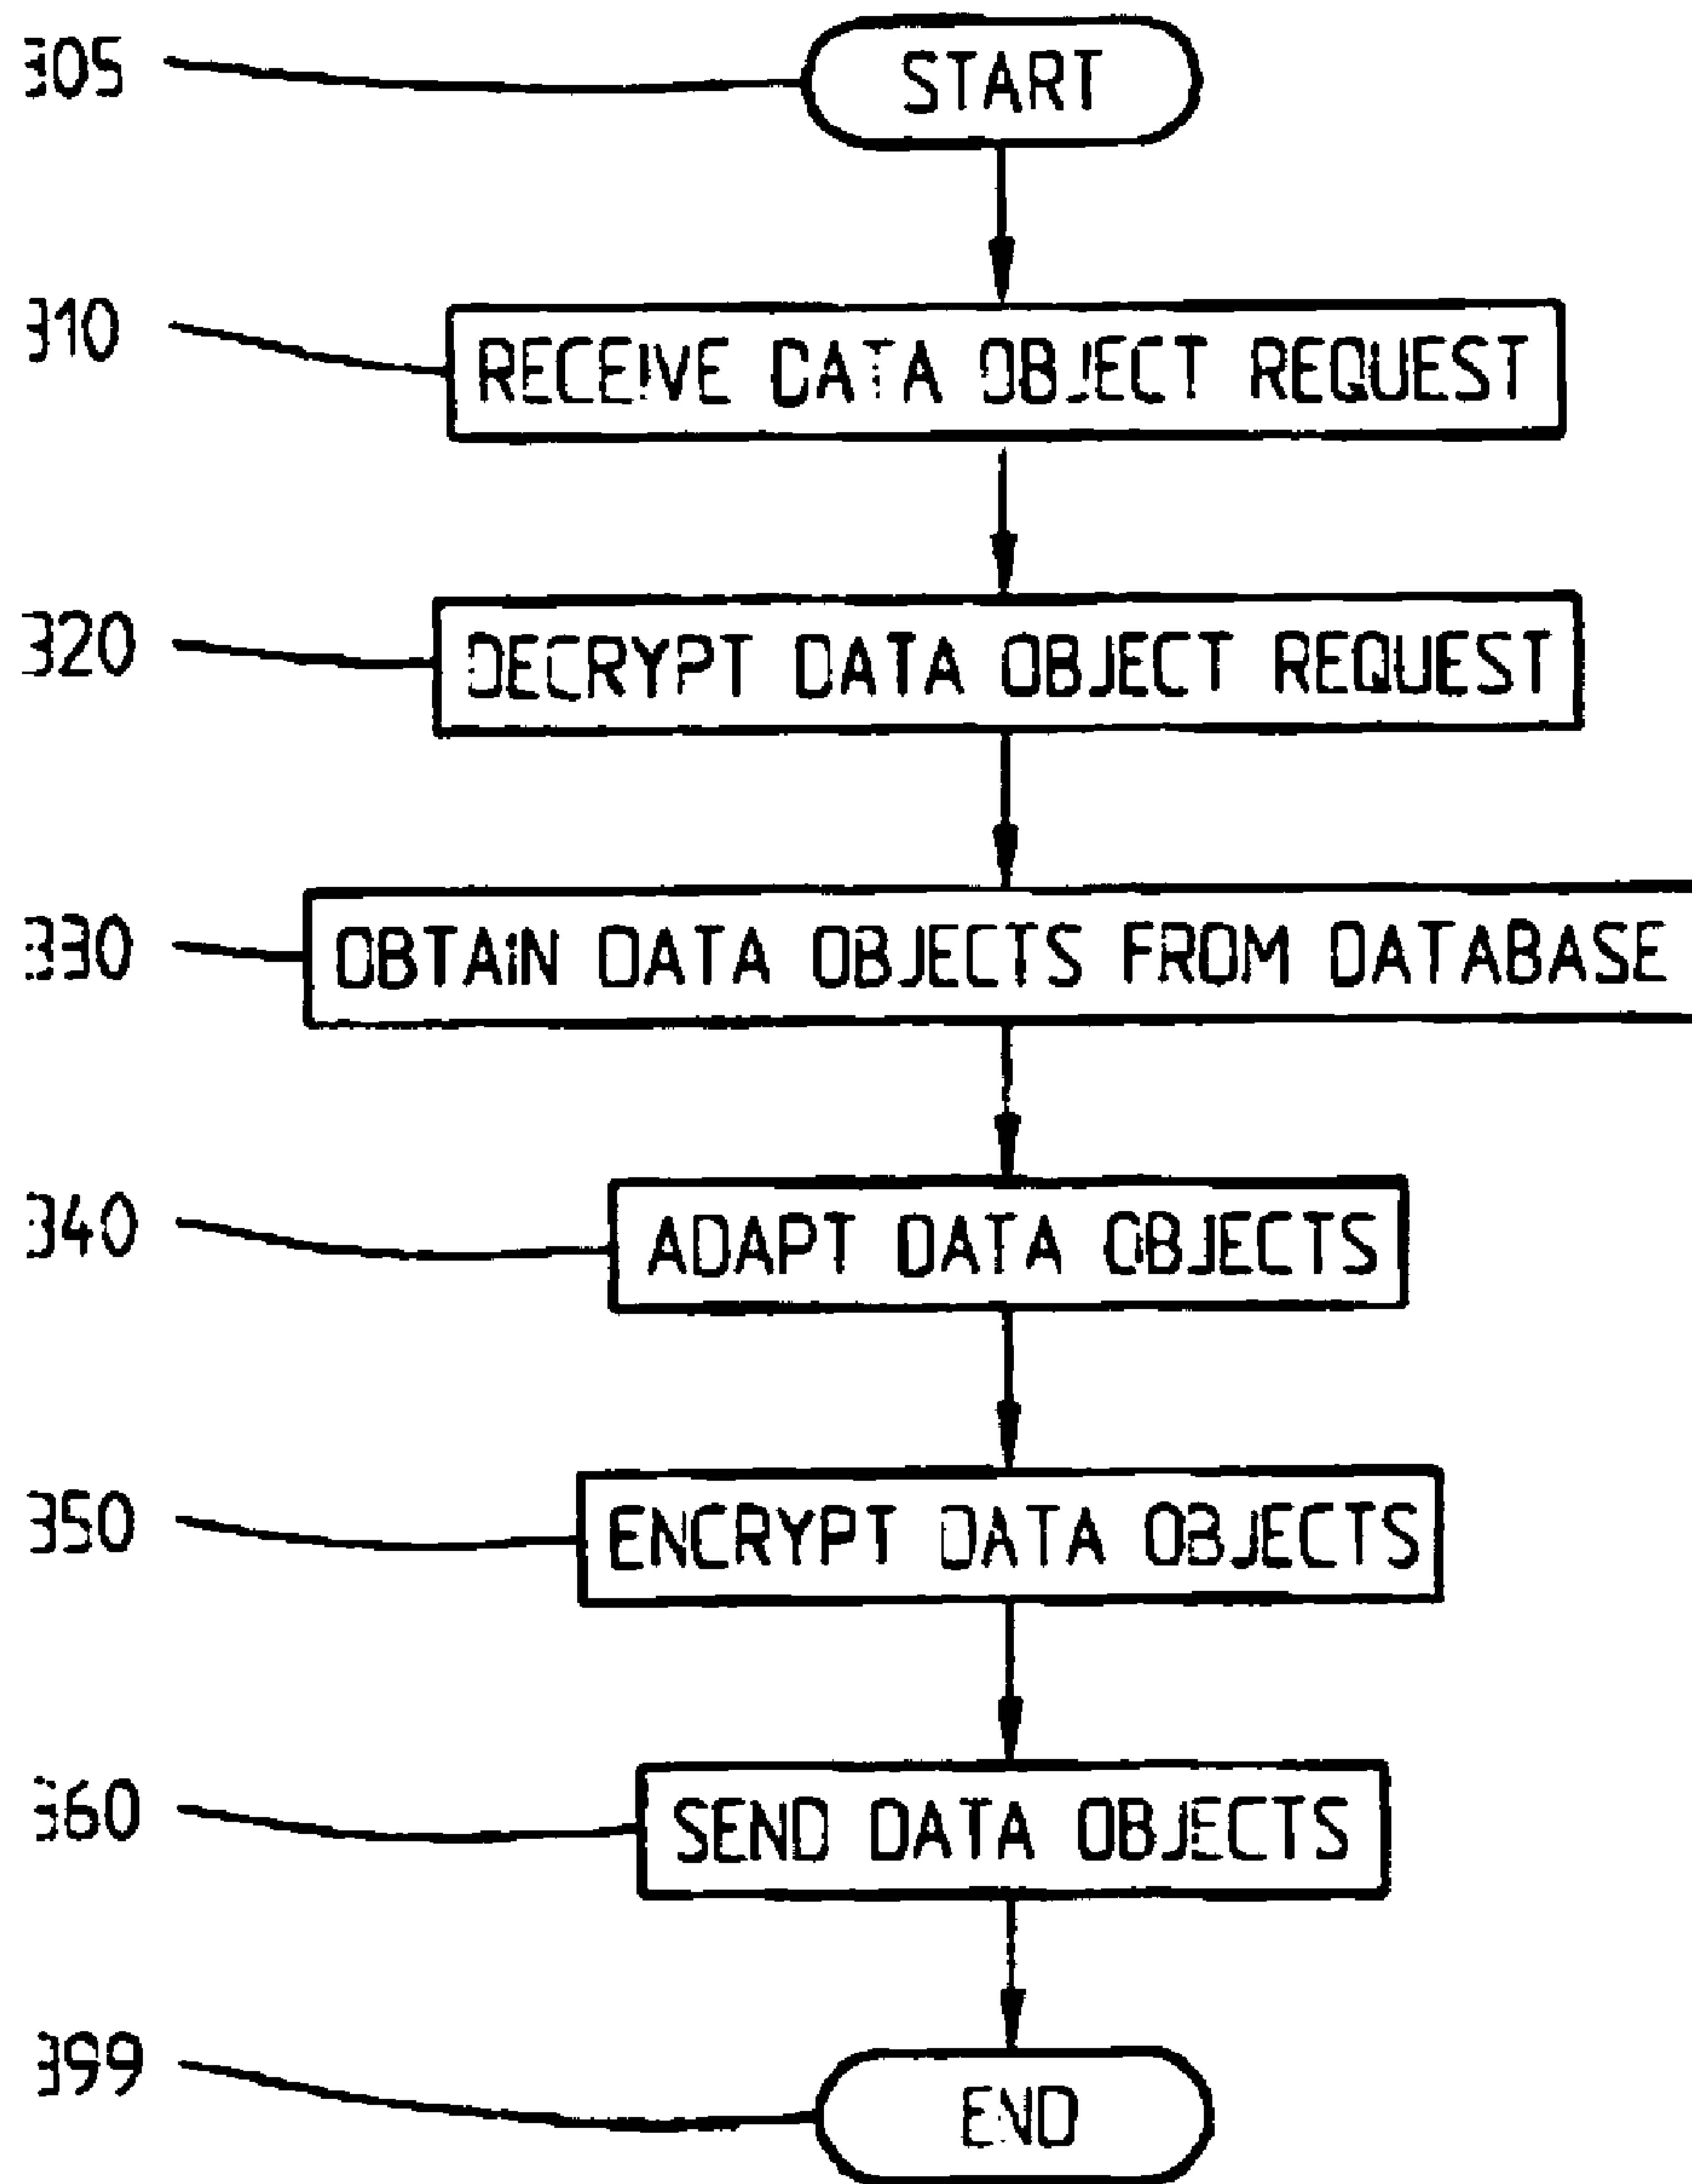 305 START
310 RECEIVE DATA OBJECT REQUEST
320 DECRYPT DATA OBJECT REQUEST
330 OBTAIN DATA OBJECTS FROM DATABASE
340 ADAPT DATA OBJECTS
350 ENCRYPT DATA OBJECTS
360 SEND DATA OBJECTS
399 END